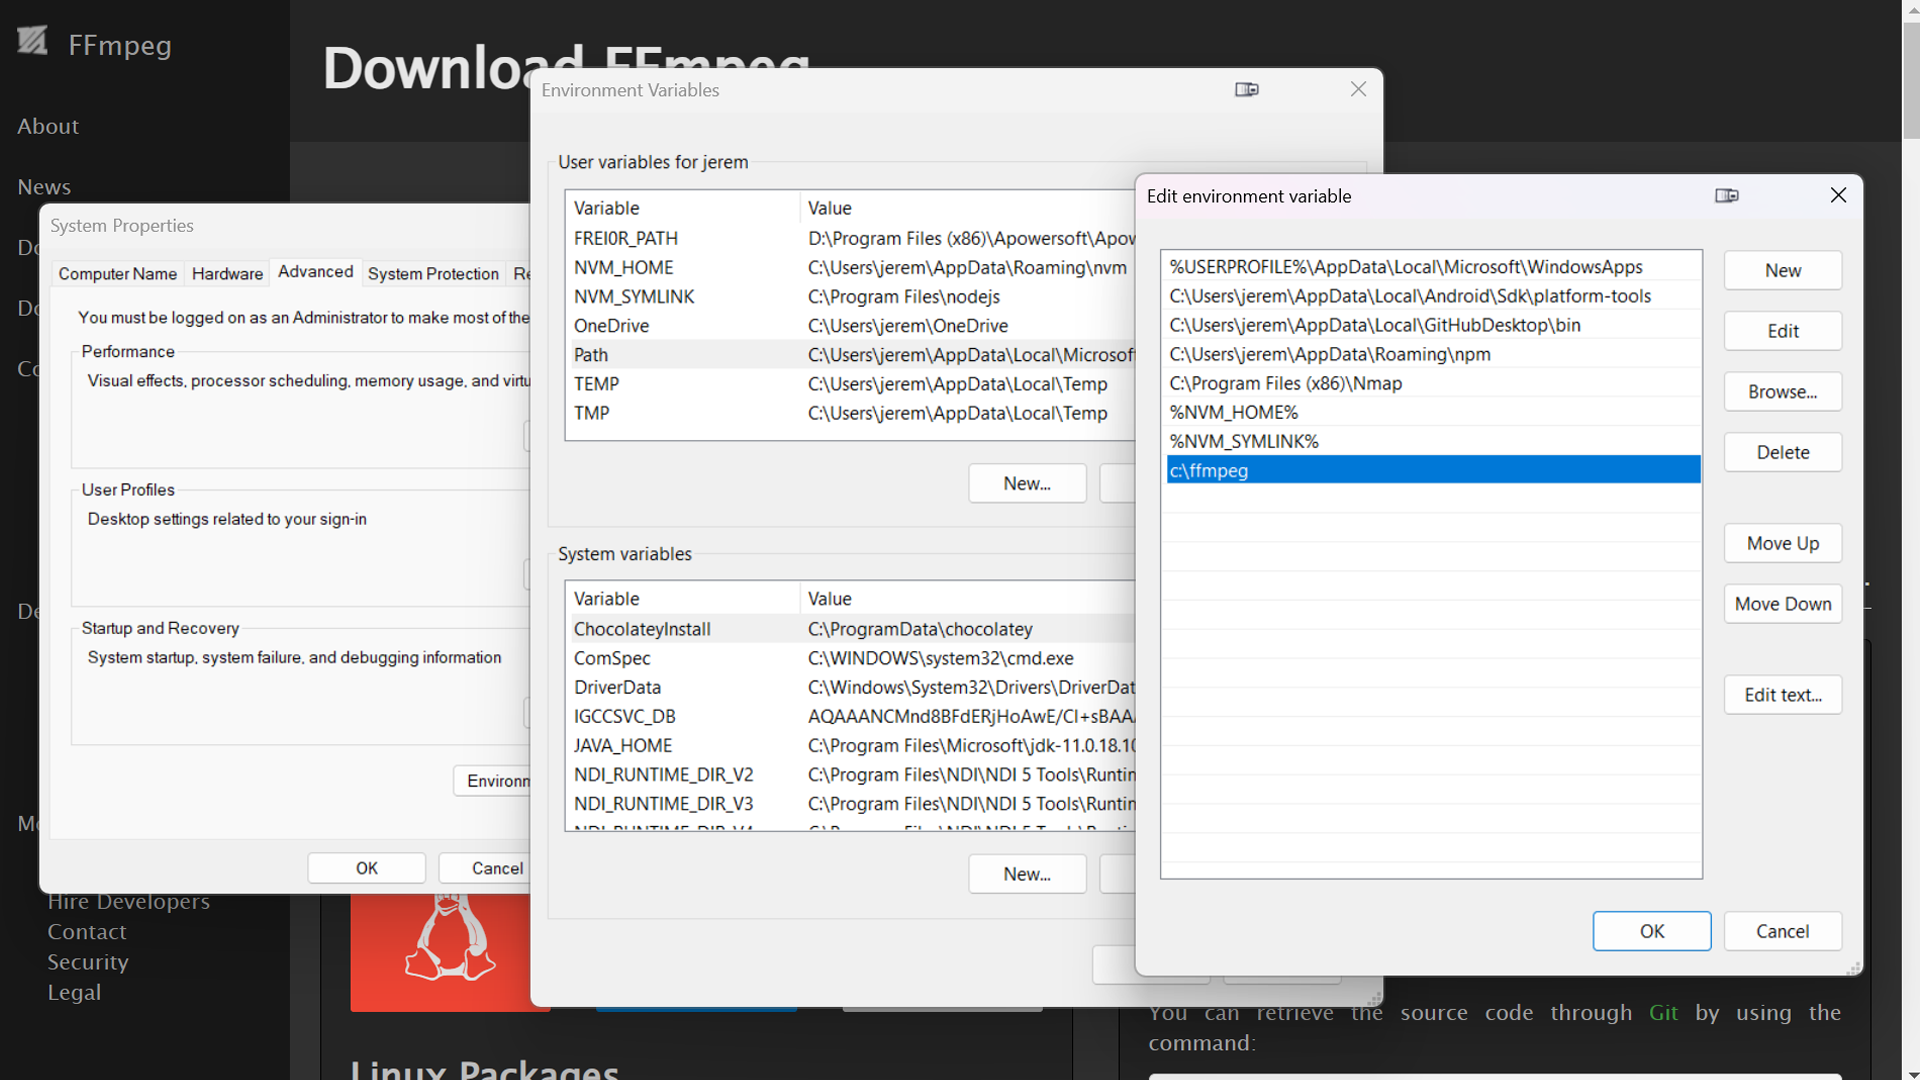 FFmpeg
About
News
Hire Developers
Contact
Security
Legal
Download FFmpeg
System Properties
Computer Name
Hardware
Advanced
System Protection
You must be logged on as an Administrator to make most of the
Performance
Visual effects, processor scheduling, memory usage, and
User Profiles
Desktop settings related to your sign-in
Startup and Recovery
System startup, system failure, and debugging information
OK
Cancel
Environment Variables
User variables for jerem
Variable Value
FREI0R_PATH D:\Program Files (x86)\Apowersoft\Apow
NVM_HOME C:\Users\jerem\AppData\Roaming\nvm
NVM_SYMLINK C:\Program Files\nodejs
OneDrive C:\Users\jerem\OneDrive
Path C:\Users\jerem\AppData\Local\Microsof
TEMP C:\Users\jerem\AppData\Local\Temp
TMP C:\Users\jerem\AppData\Local\Temp
New...
System variables
Variable Value
ChocolateyInstall C:\ProgramData\chocolatey
ComSpec C:\WINDOWS\system32\cmd.exe
DriverData C:\Windows\System32\Drivers\DriverDat
IGCCSVC_DB AQAAANCMnd8BFdERjHoAwE/Cl+sBAA
JAVA_HOME C:\Program Files\Microsoft\jdk-11.0.18.10
NDI_RUNTIME_DIR_V2 C:\Program Files\NDI\NDI 5 Tools\Runtin
NDI_RUNTIME_DIR_V3 C:\Program Files\NDI\NDI 5 Tools\Runtin
New...
Edit environment variable
%USERPROFILE%\AppData\Local\Microsoft\WindowsApps
C:\Users\jerem\AppData\Local\Android\Sdk\platform-tools
C:\Users\jerem\AppData\Local\GitHubDesktop\bin
C:\Users\jerem\AppData\Roaming\npm
C:\Program Files (x86)\Nmap
%NVM_HOME%
%NVM_SYMLINK%
c:\ffmpeg
New
Edit
Browse...
Delete
Move Up
Move Down
Edit text...
OK
Cancel
You can retrieve the source code through Git by using the
command:
Linux Packages